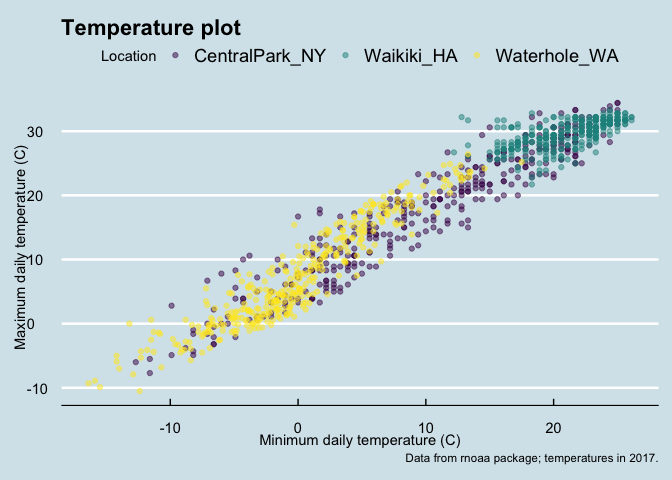 Temperature plot
Location CentralPark_NY Waikiki_HA Waterhole_WA
Maximum daily temperature (C)
30
20
10
0
-10
-10 0 10 20
Minimum daily temperature (C)
Data from rnoaa package; temperatures in 2017.